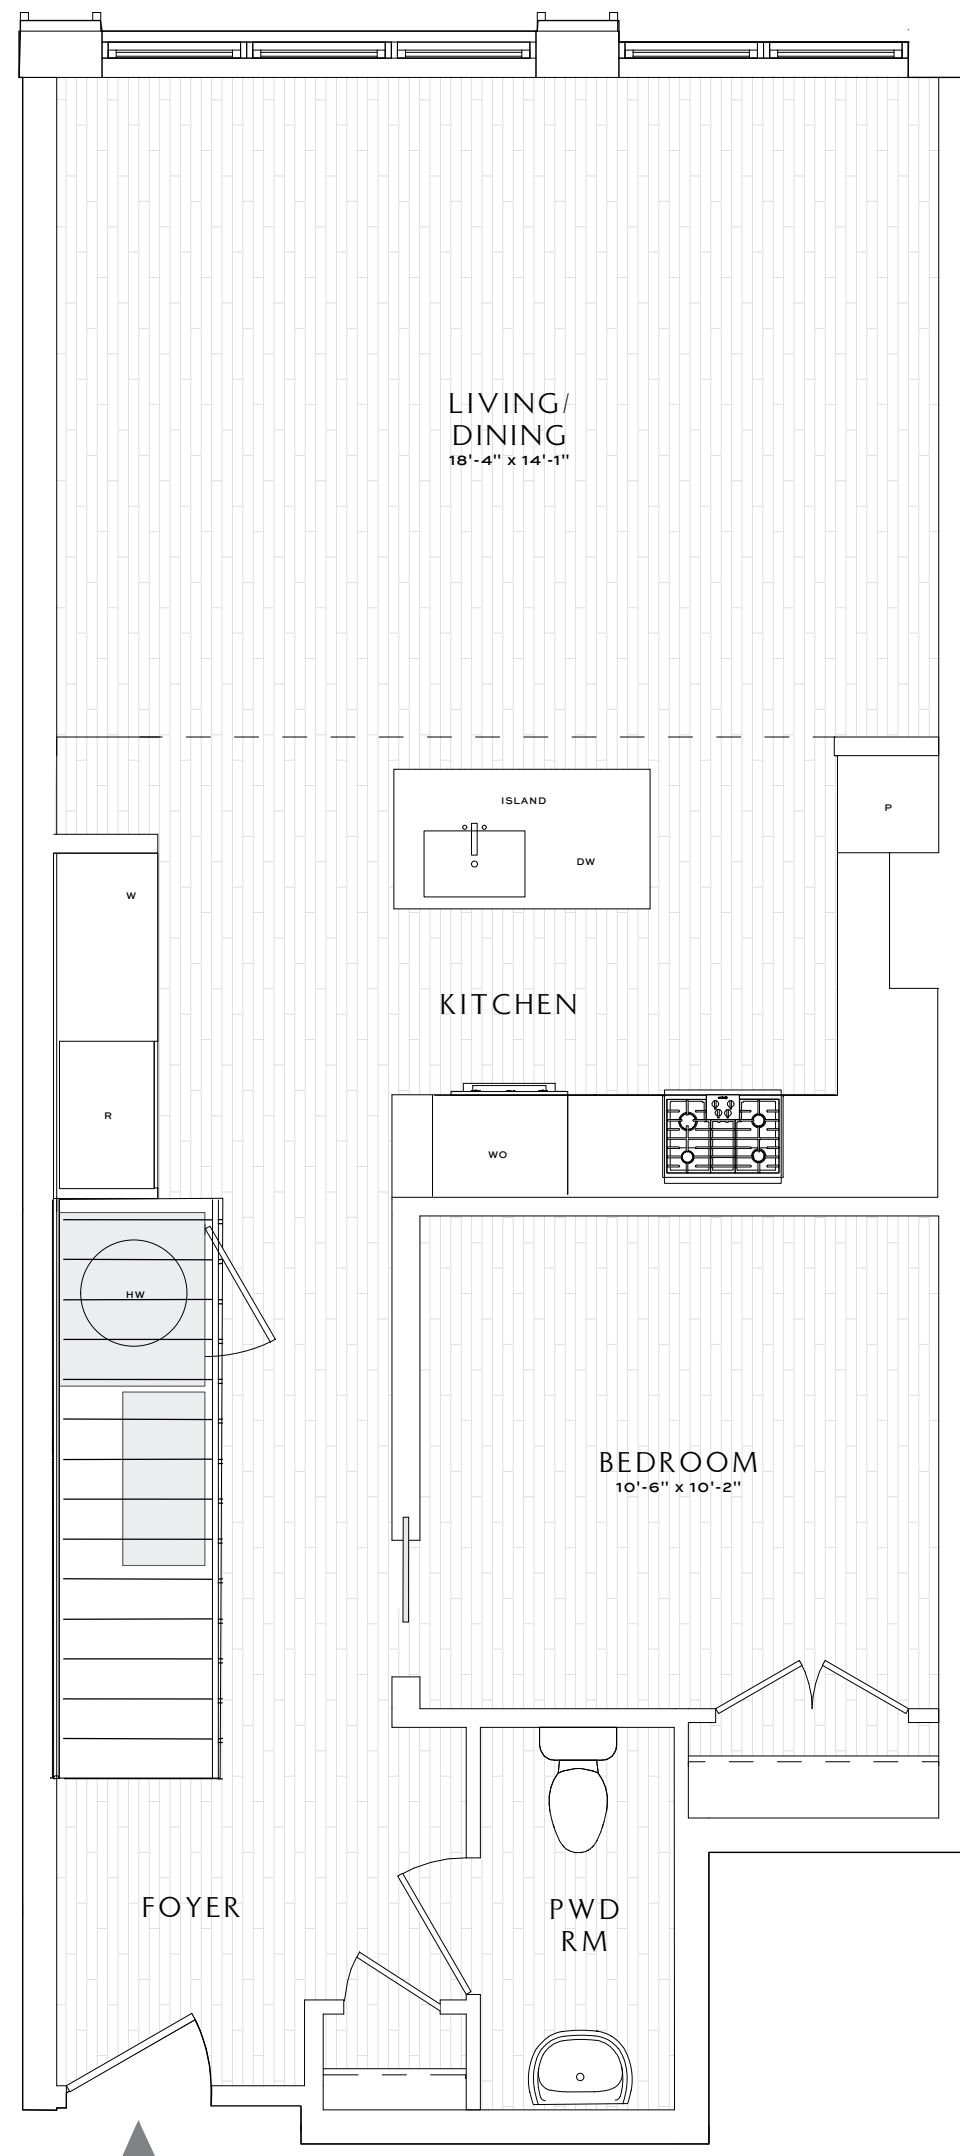 LIVING/
DINING
18'-4" x 14'-1"
ISLAND
DW
P
W
KITCHEN
R
WO
HW
BEDROOM
10'-6" x 10'-2"
FOYER
PWD
RM